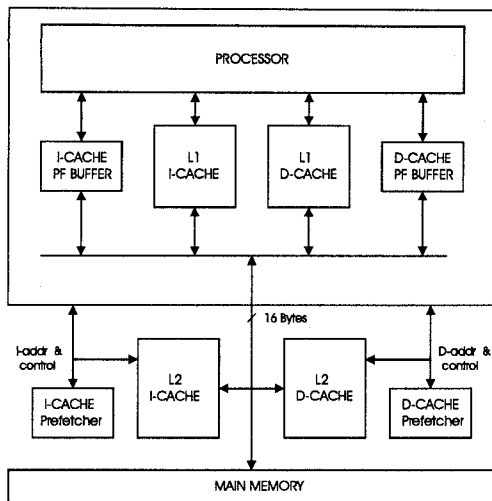 PROCESSOR
I-CACHE
PF BUFFER
L1
I-CACHE
L1
D-CACHE
D-CACHE
PF BUFFER
16 Bytes
I-addr &
control
L2
I-CACHE
L2
D-CACHE
D-addr &
control
I-CACHE
Prefetcher
D-CACHE
Prefetcher
MAIN MEMORY